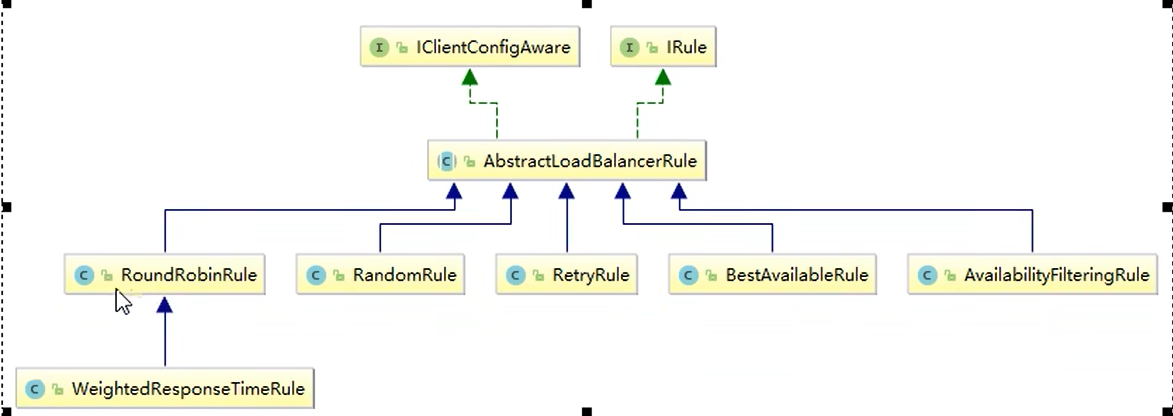 IClientConfigAware
IRule
AbstractLoadBalancerRule
RoundRobinRule
RandomRule
RetryRule
BestAvailableRule
AvailabilityFilteringRule
WeightedResponseTimeRule